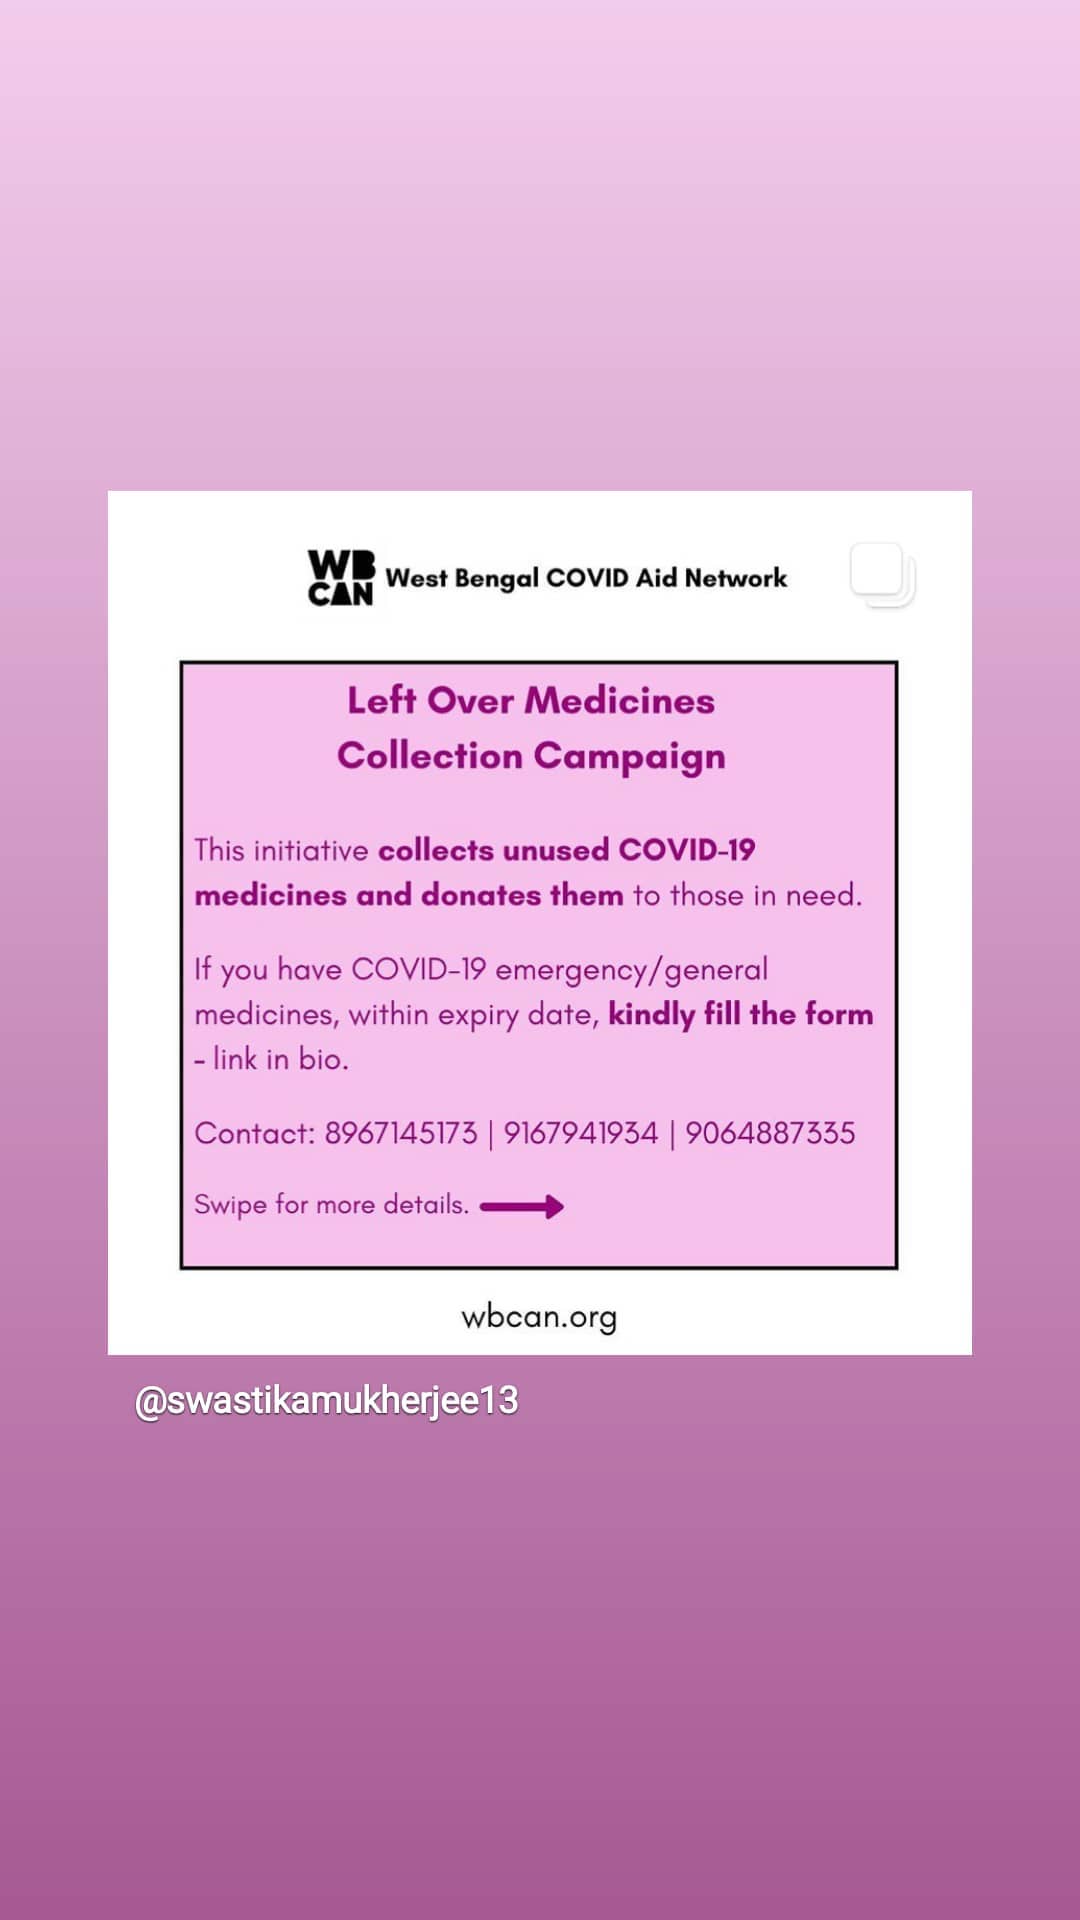 WB
CAN
West Bengal COVID Aid Network
Left Over Medicines
Collection Campaign
This initiative collects unused COVID-19
medicines and donates them to those in need.
If you have COVID-19 emergency/general
medicines, within expiry date, kindly fill the form
- link in bio.
Contact: 8967145173 | 9167941934 | 9064887335
Swipe for more details.
wbcan.org
@swastikamukherjee13